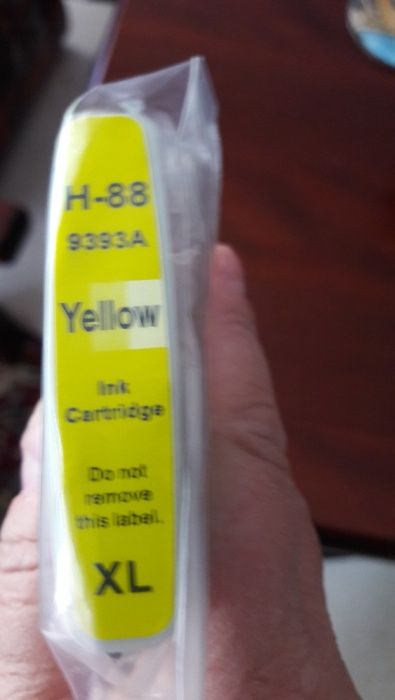 H-88
9393A
Yellow
Ink
Cartridge
Do not
remove
this label.
XL